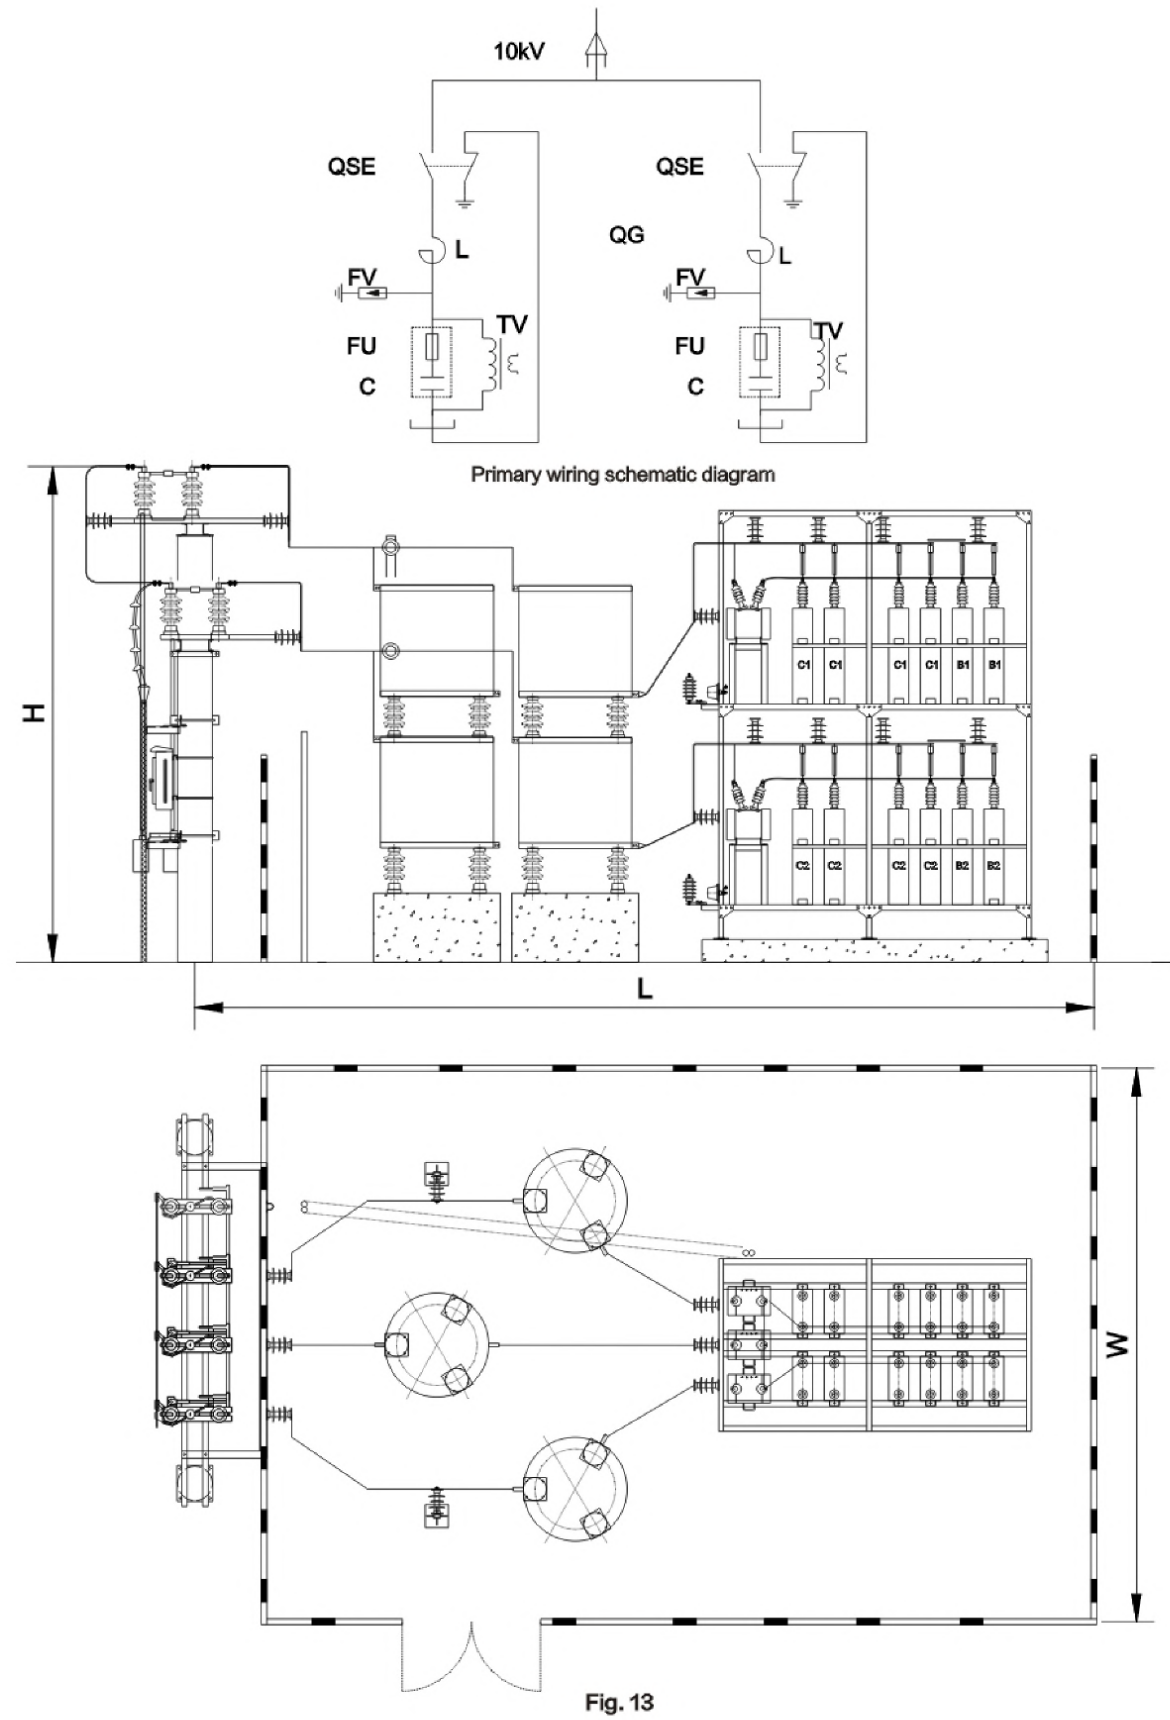 10kV
QSE QSE
QG
L L
FV FV
TV TV
FU FU
C C
Primary wiring schematic diagram
H
C1 C1 C1 C1 B1 B1
C2 C2 C2 C2 B2 B2
L
W
Fig. 13